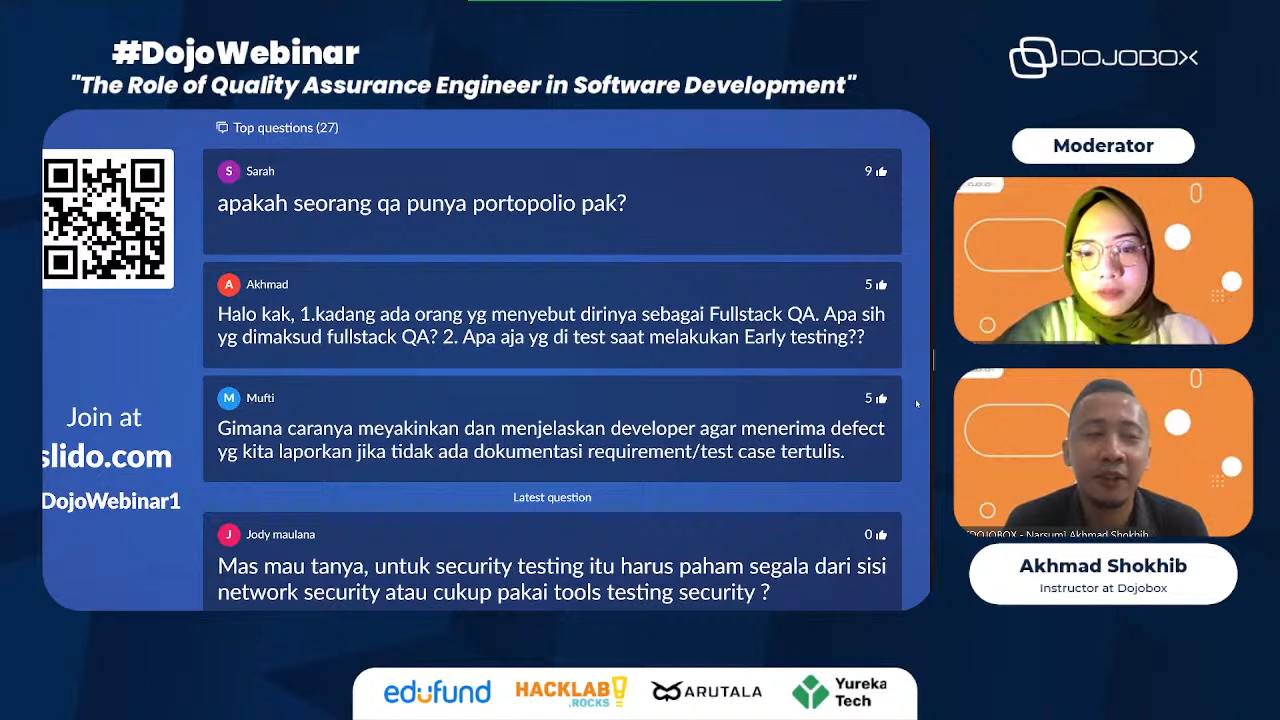 #DojoWebinar
"The Role of Quality Assurance Engineer in Software Development"
DOJOBOX
Top questions (27)
S Sarah 9
apakah seorang qa punya portopolio pak?
A Akhmad 5
Halo kak, 1.kadang ada orang yg menyebut dirinya sebagai Fullstack QA. Apa sih
yg dimaksud fullstack QA? 2. Apa aja yg di test saat melakukan Early testing??
M Mufti 5
Gimana caranya meyakinkan dan menjelaskan developer agar menerima defect
yg kita laporkan jika tidak ada dokumentasi requirement/test case tertulis.
Latest question
J Jody maulana 0
Mas mau tanya, untuk security testing itu harus paham segala dari sisi
network security atau cukup pakai tools testing security ?
Join at
slido.com
DojoWebinar1
Moderator
[DOJOBOX - Narsum] Akhmad Shokhib
Akhmad Shokhib
Instructor at Dojobox
edufund
HACKLAB!
.ROCKS
ARUTALA
Yureka
Tech